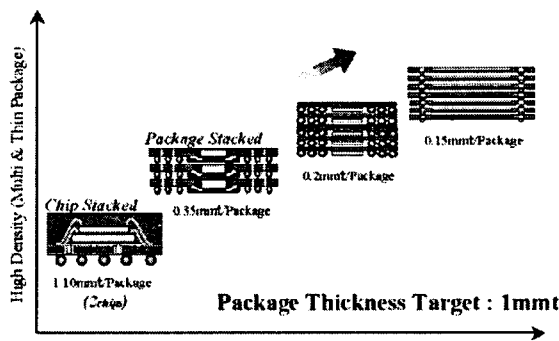 High Density (Multi & Thin Package)
0.15mmt/Package
Package Stacked
0.2mmt/Package
0.35mmt/Package
Chip Stacked
1.10mmt/Package
(2chips)
Package Thickness Target : 1mmt